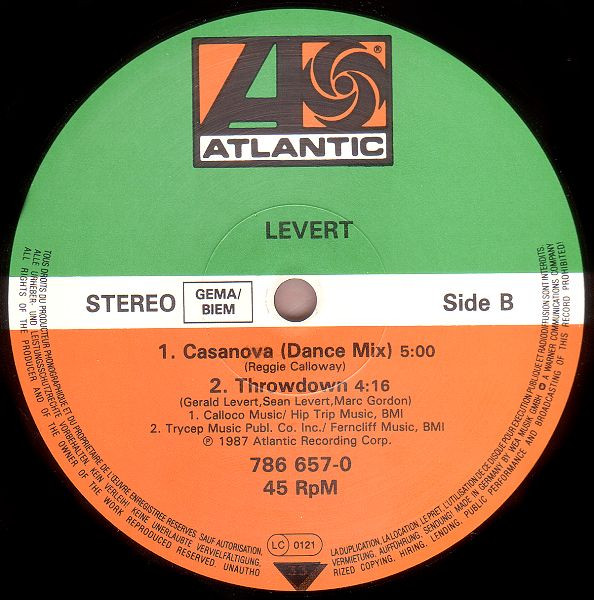 ATLANTIC
®
LEVERT
STEREO
GEMA/
BIEM
Side B
1. Casanova (Dance Mix) 5:00
(Reggie Calloway)
2. Throwdown 4:16
(Gerald Levert,Sean Levert,Marc Gordon)
1. Calloco Music/ Hip Trip Music, BMI
2. Trycep Music Publ. Co. Inc./ Ferncliff Music, BMI
℗ 1987 Atlantic Recording Corp.
786 657-0
45 RpM
LC 0121
TOUS DROITS DU PRODUCTEUR PHONOGRAPHIQUE ET DU PROPRIETAIRE DE L'ŒUVRE ENREGISTREE RESERVES. SAUF AUTORISATION,
LA DUPLICATION, LA LOCATION, LE PRET, L'UTILISATION DE CE DISQUE POUR EXECUTION PUBLIQUE ET RADIODIFFUSION SONT INTERDITS.
ALLE URHEBER- UND LEISTUNGSSCHUTZRECHTE VORBEHALTEN. KEIN VERLEIH! KEINE UNERLAUBTE VERVIELFÄLTIGUNG,
VERMIETUNG, AUFFÜHRUNG, SENDUNG! MADE IN GERMANY BY WEA MUSIK GMBH A WARNER COMMUNICATIONS COMPANY
ALL RIGHTS OF THE PRODUCER AND OF THE OWNER OF THE WORK REPRODUCED RESERVED. UNAUTHO
RIZED COPYING, HIRING, LENDING, PUBLIC PERFORMANCE AND BROADCASTING OF THIS RECORD PROHIBITED!